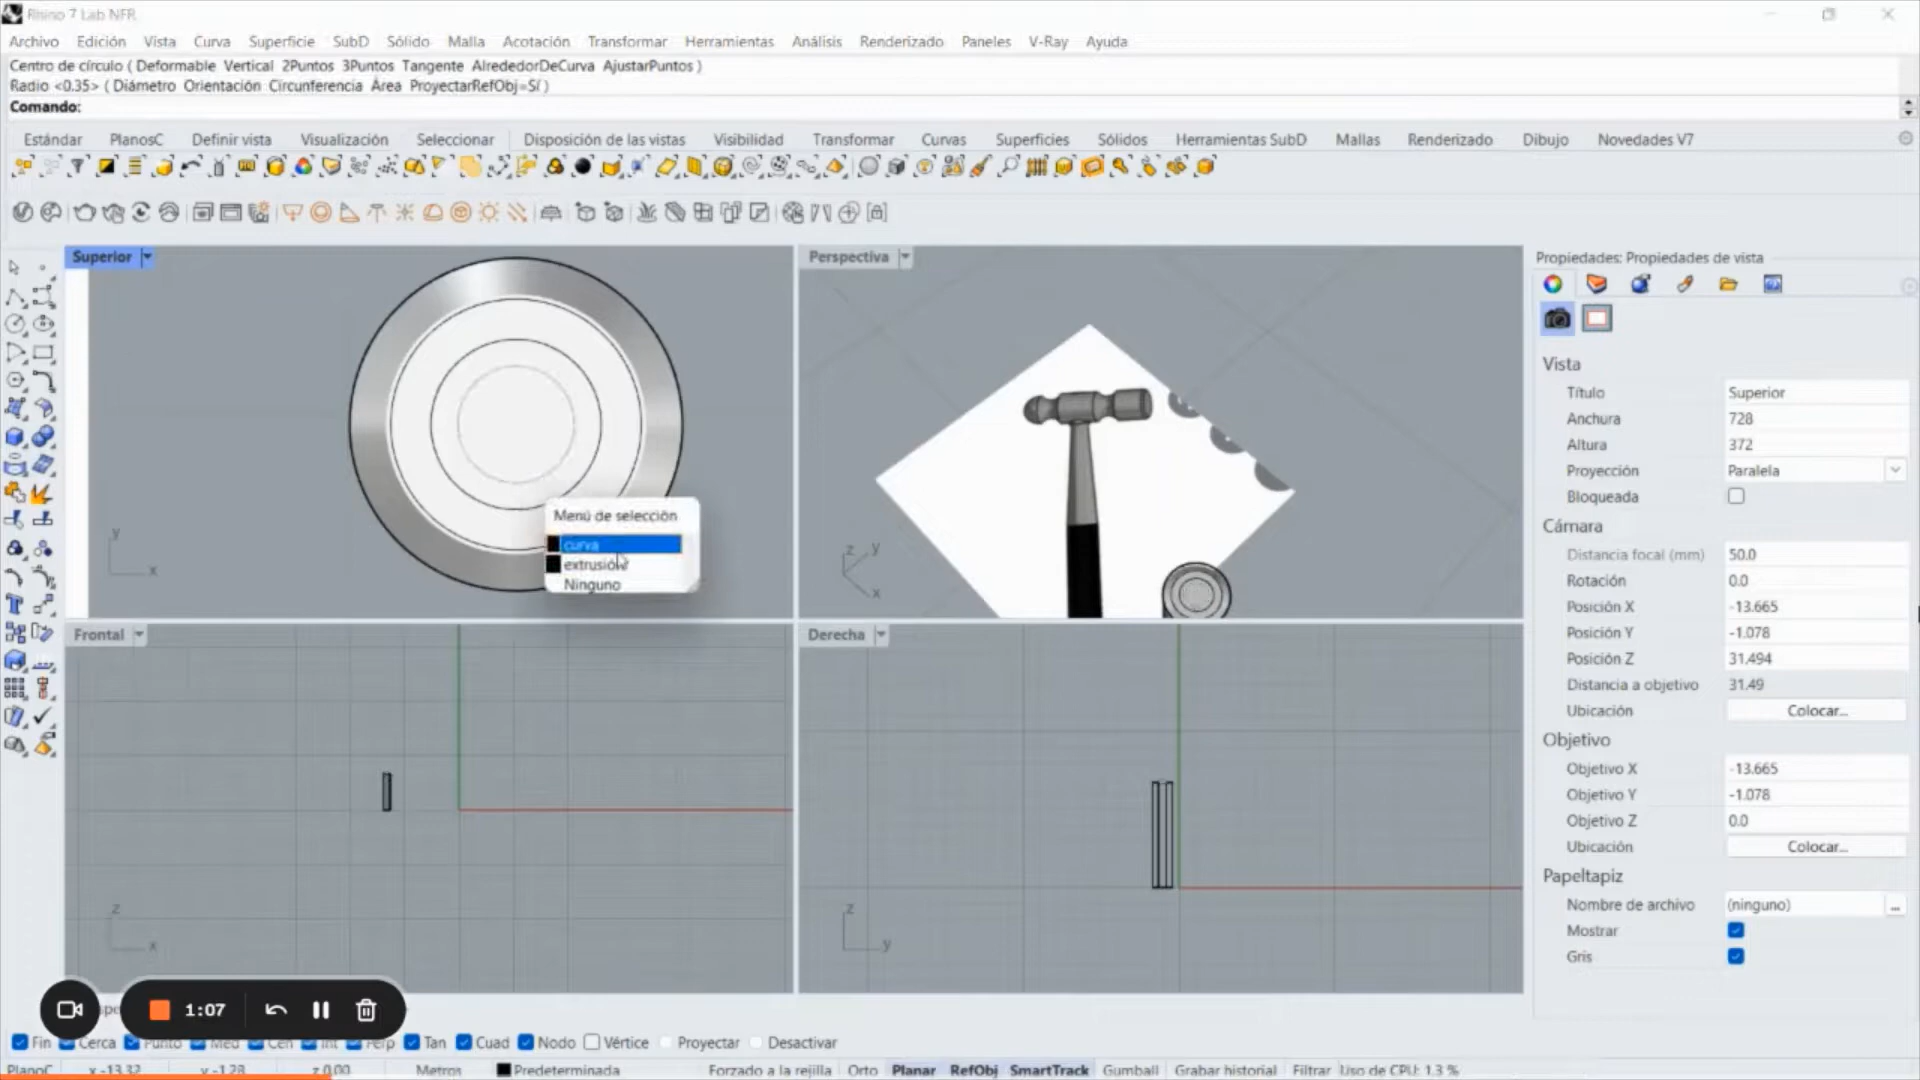 Rhino 7 Lab NFR
Archivo Edición Vista Curva Superficie SubD Sólido Malla Acotación Transformar Herramientas Análisis Renderizado Paneles V-Ray Ayuda
Centro de círculo ( Deformable Vertical 2Puntos 3Puntos Tangente AlrededorDeCurva AjustarPuntos )
Radio <0.35> ( Diámetro Orientación Circunferencia Área ProyectarRefObj=Sí )
Comando:
Estándar PlanosC Definir vista Visualización Seleccionar Disposición de las vistas Visibilidad Transformar Curvas Superficies Sólidos Herramientas SubD Mallas Renderizado Dibujo Novedades V7
Superior
Perspectiva
Menú de selección
curva
extrusión
Ninguno
y
x
z
y
x
Frontal
Derecha
z
x
z
y
Propiedades: Propiedades de vista
Vista
Título Superior
Anchura 728
Altura 372
Proyección Paralela
Bloqueada
Cámara
Distancia focal (mm) 50.0
Rotación 0.0
Posición X -13.665
Posición Y -1.078
Posición Z 31.494
Distancia a objetivo 31.49
Ubicación Colocar...
Objetivo
Objetivo X -13.665
Objetivo Y -1.078
Objetivo Z 0.0
Ubicación Colocar...
Papeltapiz
Nombre de archivo (ninguno) ...
Mostrar
Gris
1:07
Fin Cerca Punto Med Cen Int Perp Tan Cuad Nodo Vértice Proyectar Desactivar
PlanoC x -13.32 y -1.28 z 0.00 Metros Predeterminada Forzado a la rejilla Orto Planar RefObj SmartTrack Gumball Grabar historial Filtrar Uso de CPU: 1.3 %